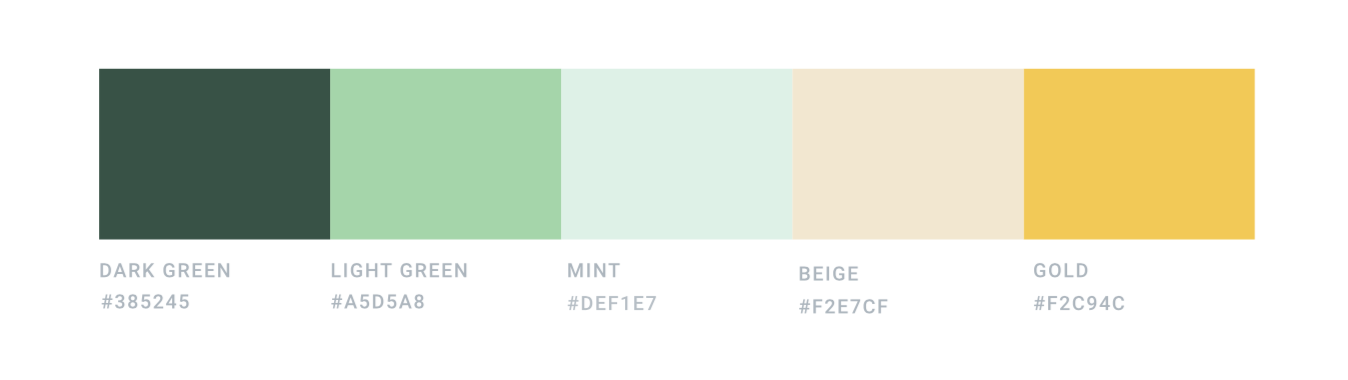 DARK GREEN
#385245
LIGHT GREEN
#A5D5A8
MINT
#DEF1E7
BEIGE
#F2E7CF
GOLD
#F2C94C